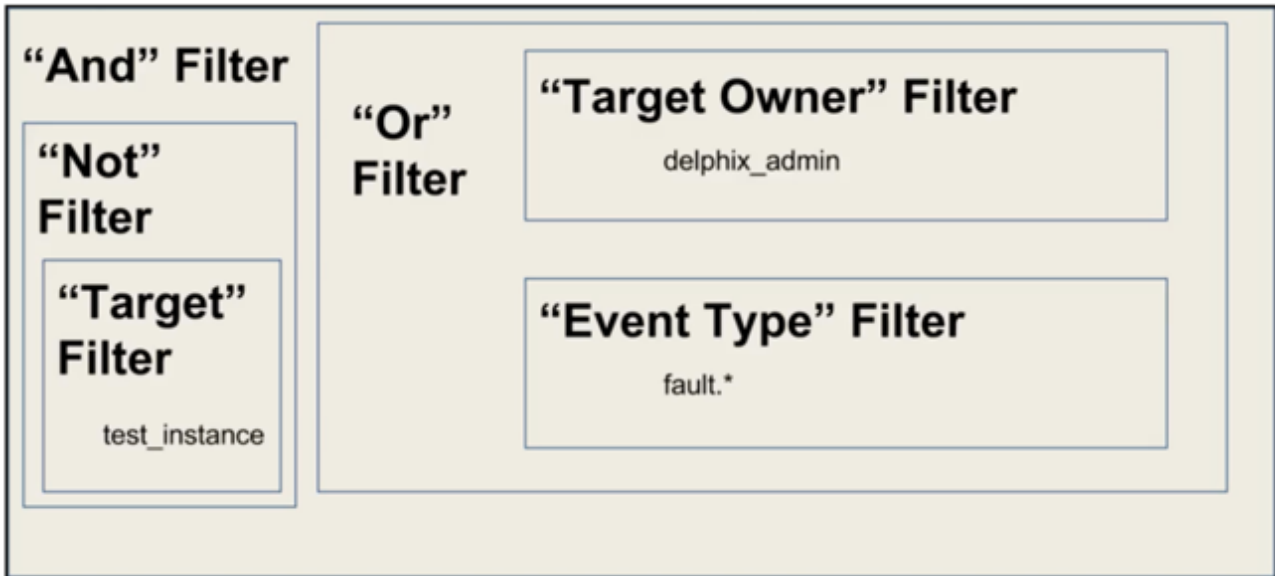 “And” Filter
“Not”
Filter
“Target”
Filter
test_instance
“Or”
Filter
“Target Owner” Filter
delphix_admin
“Event Type” Filter
fault.*